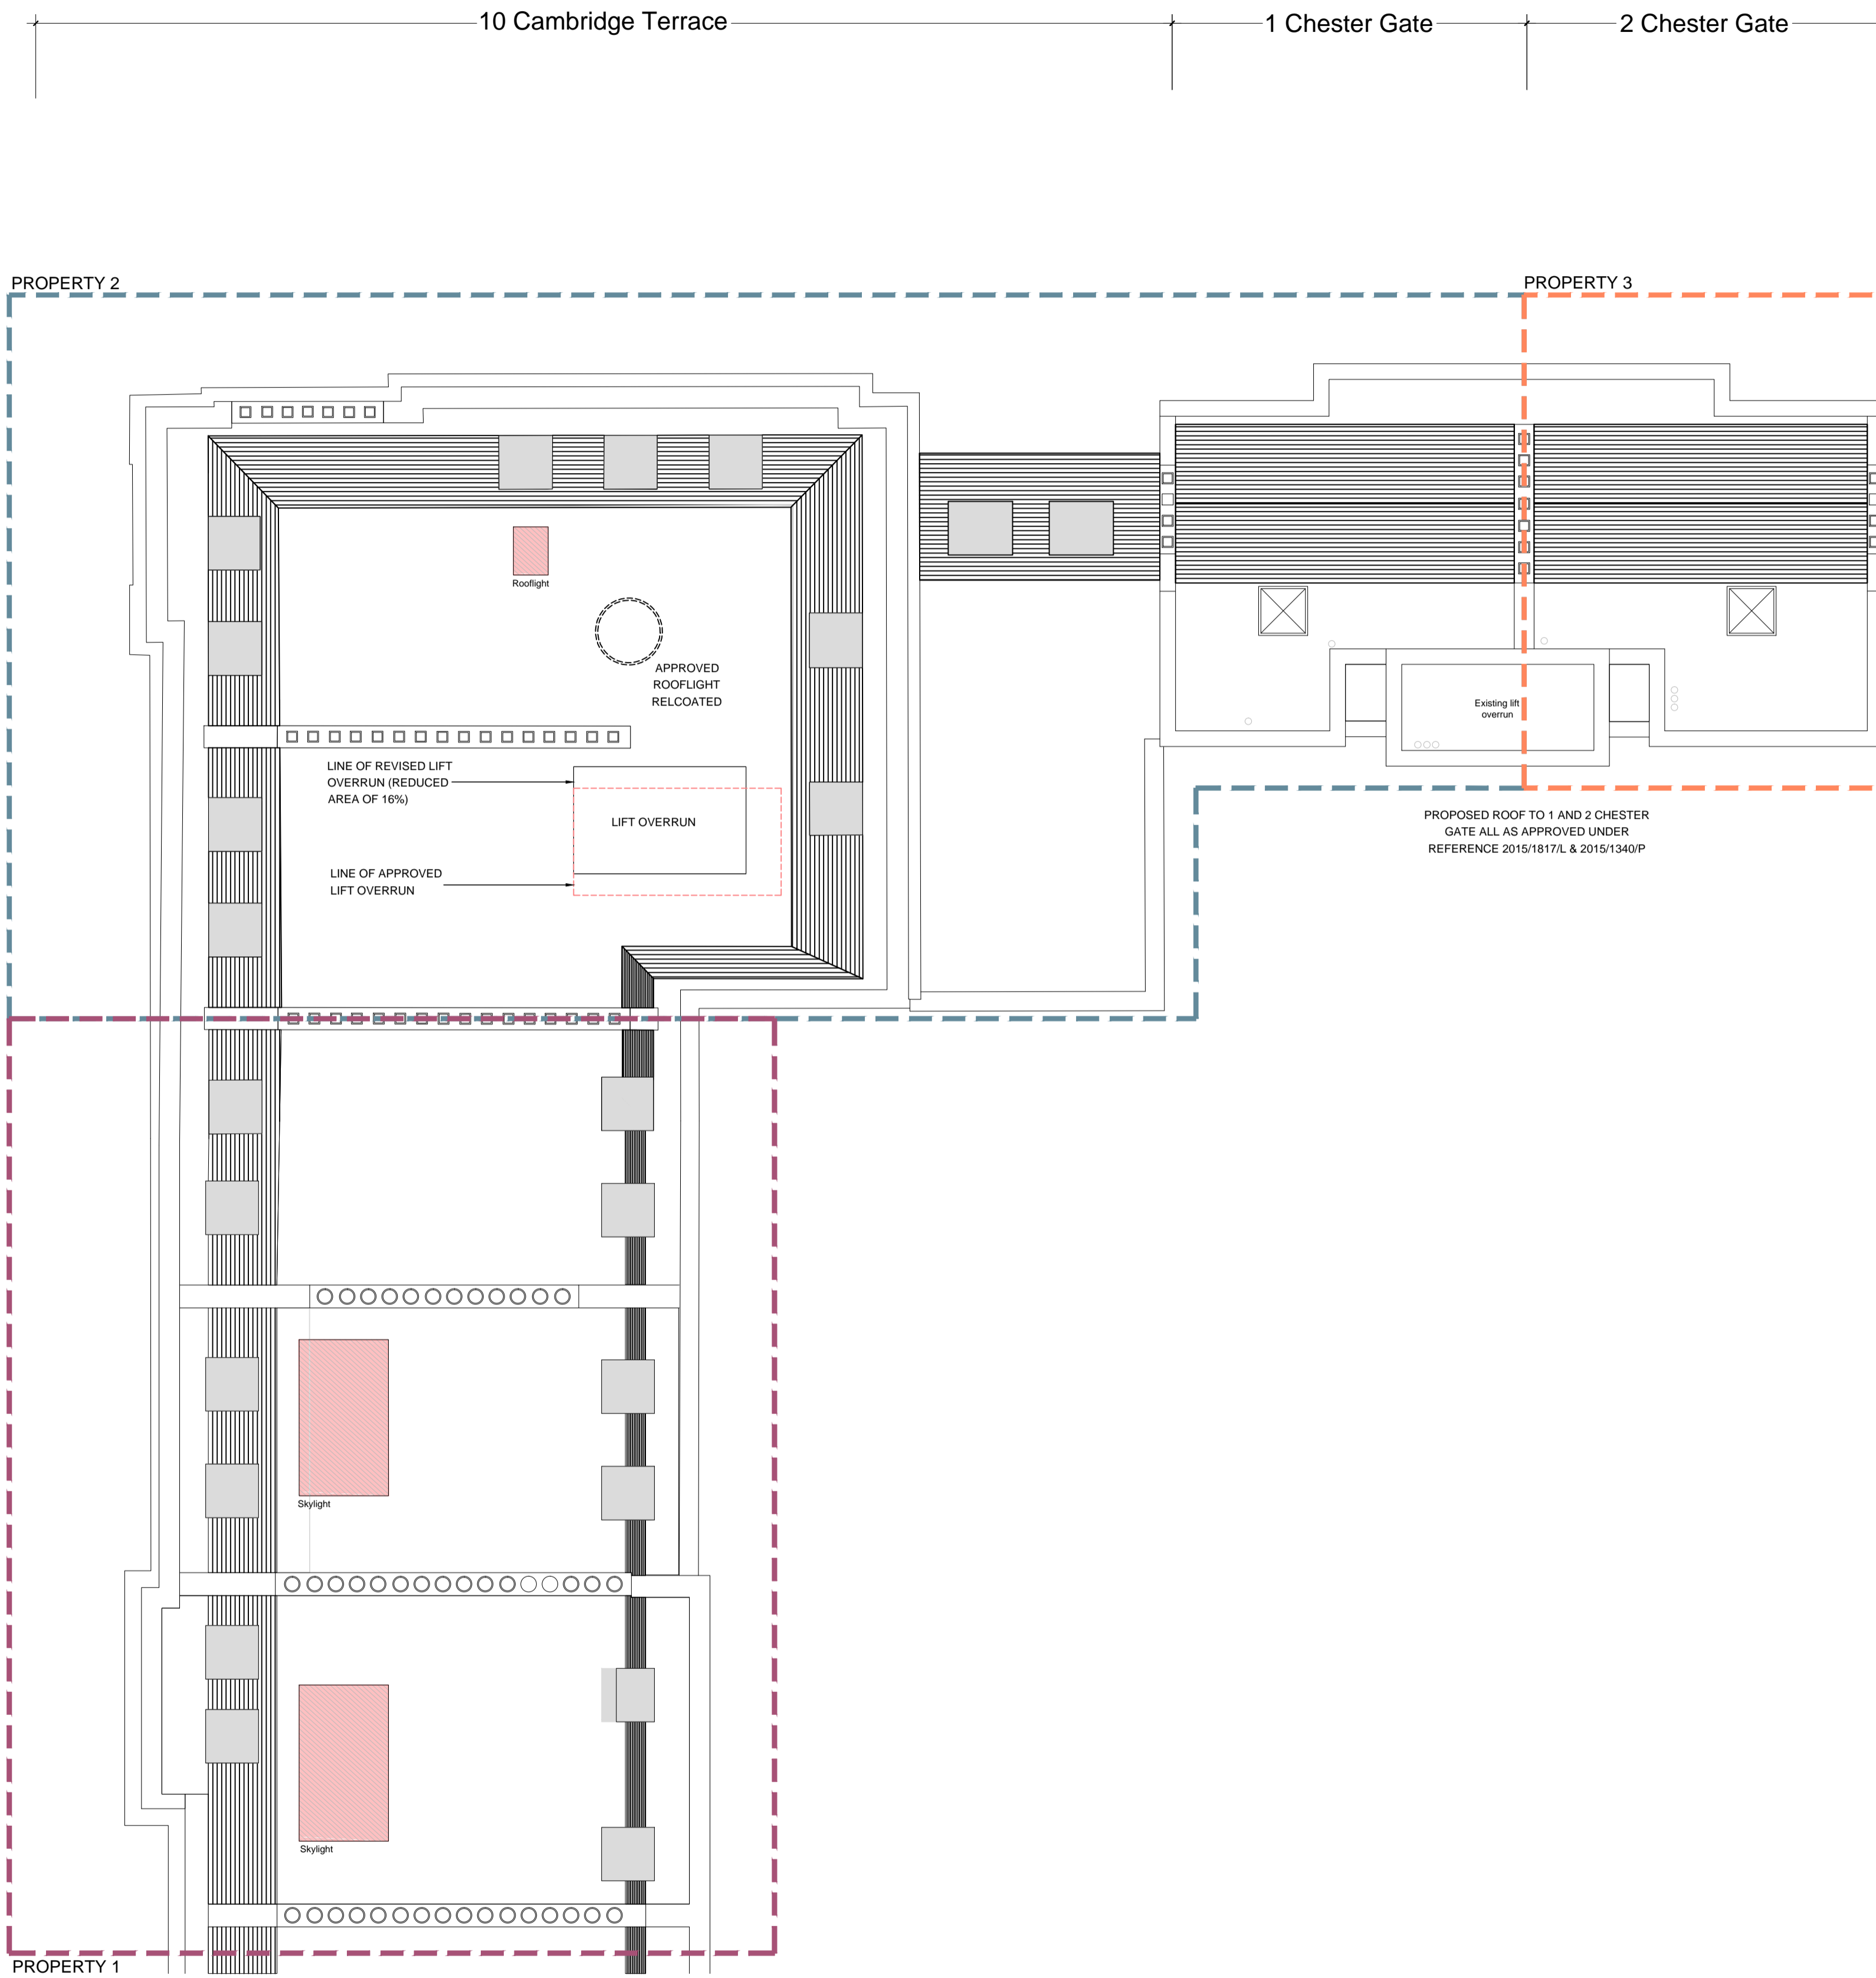 10 Cambridge Terrace
1 Chester Gate
2 Chester Gate
PROPERTY 2
PROPERTY 3
Rooflight
APPROVED
ROOFLIGHT
RELCOATED
LINE OF REVISED LIFT
OVERRUN (REDUCED
AREA OF 16%)
LIFT OVERRUN
LINE OF APPROVED
LIFT OVERRUN
Existing lift
overrun
PROPOSED ROOF TO 1 AND 2 CHESTER
GATE ALL AS APPROVED UNDER
REFERENCE 2015/1817/L & 2015/1340/P
Skylight
Skylight
PROPERTY 1